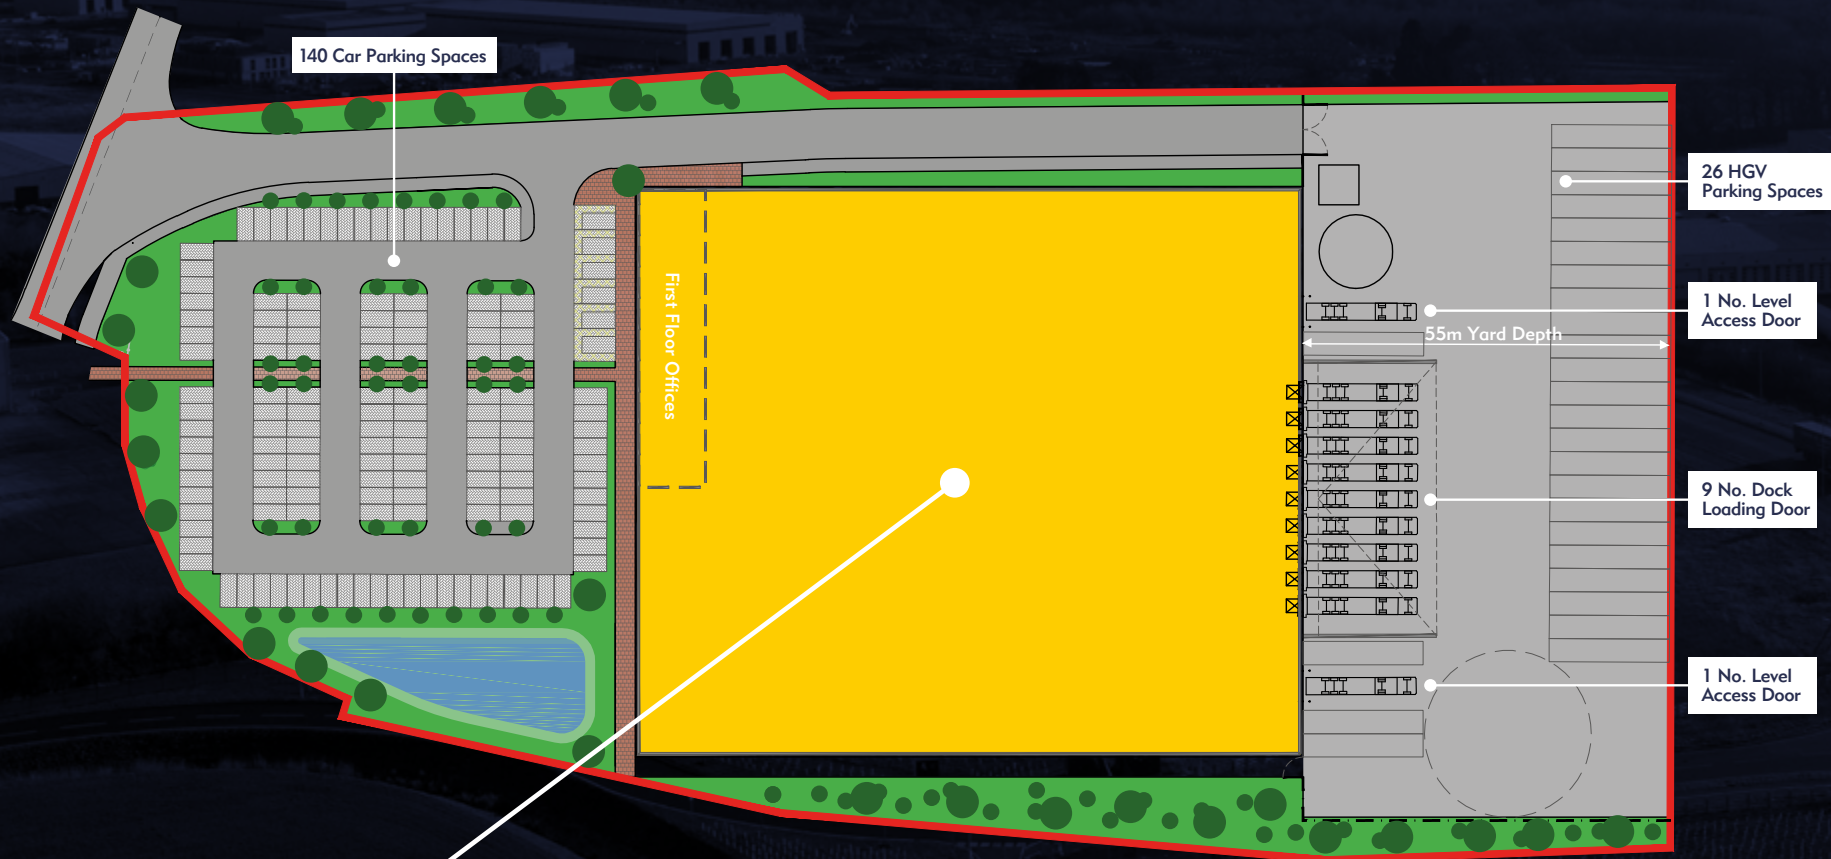 140 Car Parking Spaces
26 HGV
Parking Spaces
1 No. Level
Access Door
55m Yard Depth
First Floor Offices
9 No. Dock
Loading Door
1 No. Level
Access Door